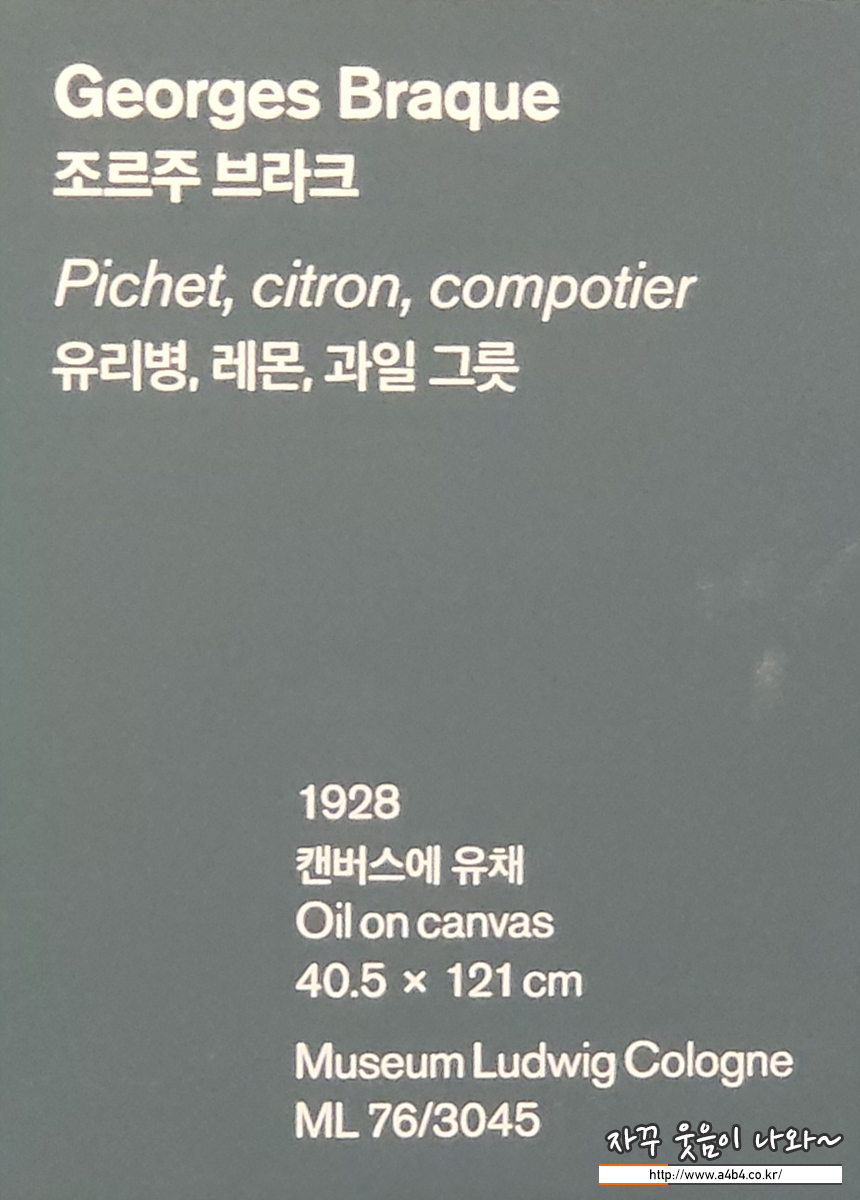 Georges Braque
조르주 브라크
Pichet, citron, compotier
유리병, 레몬, 과일 그릇
1928
캔버스에 유채
Oil on canvas
40.5 × 121 cm
Museum Ludwig Cologne
ML 76/3045
자꾸 웃음이 나와~
http://www.a4b4.co.kr/